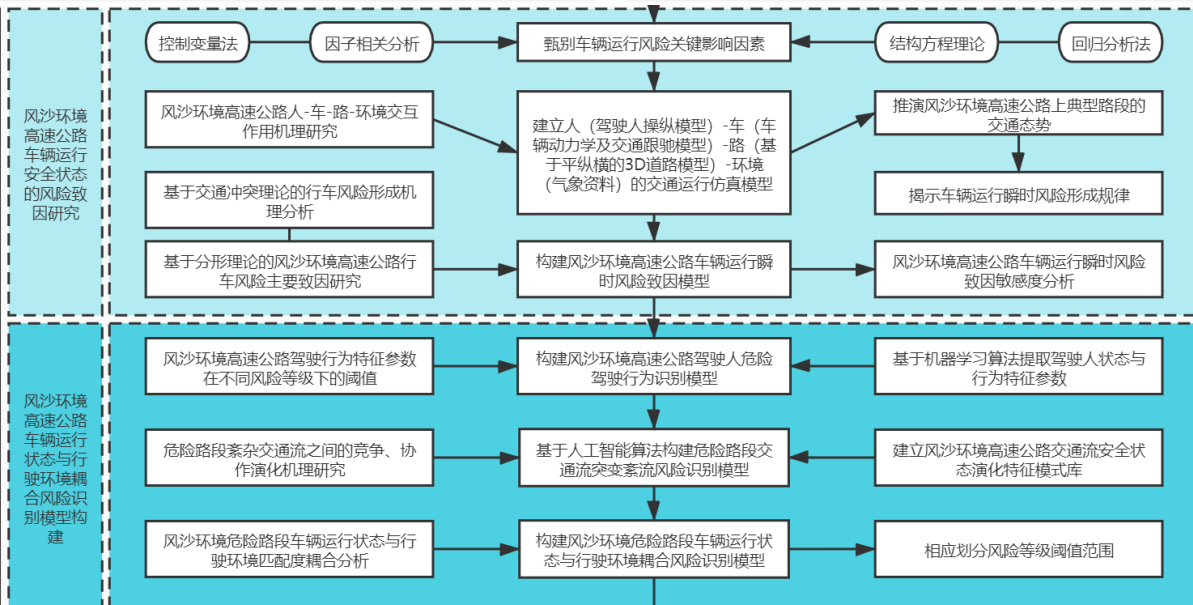 控制变量法
因子相关分析
甄别车辆运行风险关键影响因素
结构方程理论
回归分析法
风沙环境
高速公路
车辆运行
安全状态
的风险致
因研究
风沙环境高速公路人-车-路-环境交互
作用机理研究
建立人（驾驶人操纵模型）-车（车
辆动力学及交通跟驰模型）-路（基
于平纵横的3D道路模型）-环境
（气象资料）的交通运行仿真模型
推演风沙环境高速公路上典型路段的
交通态势
基于交通冲突理论的行车风险形成机
理分析
揭示车辆运行瞬时风险形成规律
基于分形理论的风沙环境高速公路行
车风险主要致因研究
构建风沙环境高速公路车辆运行瞬
时风险致因模型
风沙环境高速公路车辆运行瞬时风险
致因敏感度分析
风沙环境
高速公路
车辆运行
状态与行
驶环境耦
合风险识
别模型构
建
风沙环境高速公路驾驶行为特征参数
在不同风险等级下的阈值
构建风沙环境高速公路驾驶人危险
驾驶行为识别模型
基于机器学习算法提取驾驶人状态与
行为特征参数
危险路段紊杂交通流之间的竞争、协
作演化机理研究
基于人工智能算法构建危险路段交
通流突变紊流风险识别模型
建立风沙环境高速公路交通流安全状
态演化特征模式库
风沙环境危险路段车辆运行状态与行
驶环境匹配度耦合分析
构建风沙环境危险路段车辆运行状
态与行驶环境耦合风险识别模型
相应划分风险等级阈值范围